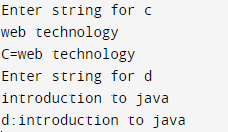 Enter string for c
web technology
C=web technology
Enter string for d
introduction to java
d:introduction to java